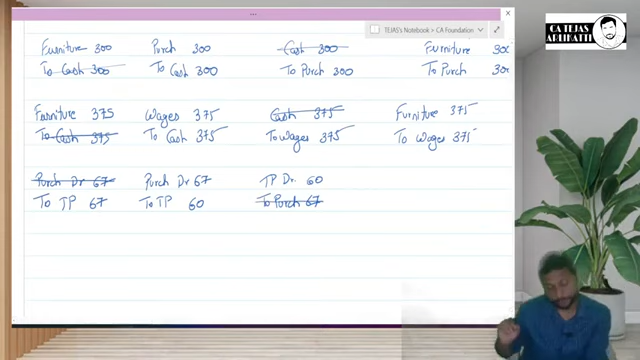 CA TEJAS
ARLIKATTI
TEJAS's Notebook > CA Foundation
Furniture 300 Purch 300 Cash 300 Furniture
To Cash 300 To Cash 300 To Purch 300 To Purch
Furniture 375 Wages 375 Cash 375 Furniture 375
To Cash 375 To Cash 375 To Wages 375 To Wages 375
Purch Dr 67 Purch Dr 67 TP Dr. 60
To TP 67 To TP 60 To Purch 67